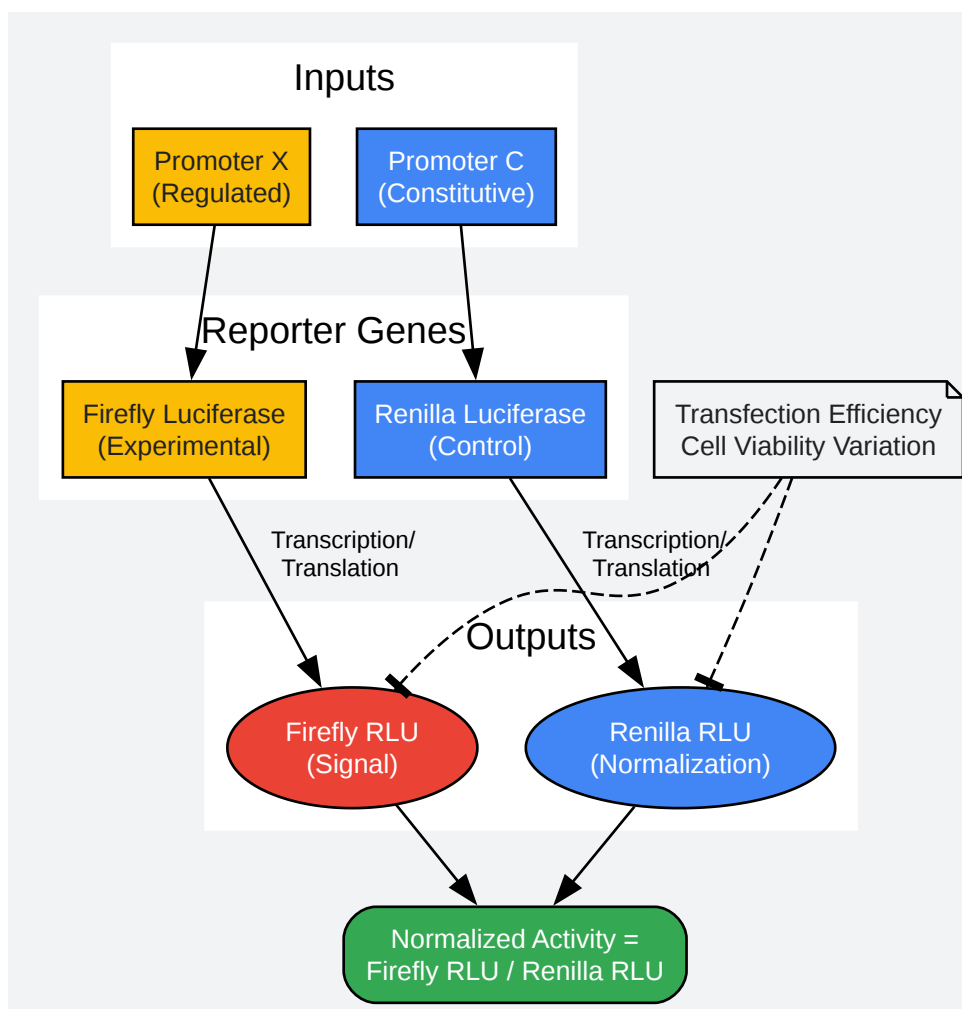 Inputs
Promoter X
(Regulated)
Promoter C
(Constitutive)
Reporter Genes
Firefly Luciferase
(Experimental)
Renilla Luciferase
(Control)
Transfection Efficiency
Cell Viability Variation
Transcription/
Translation
Transcription/
Translation
Outputs
Firefly RLU
(Signal)
Renilla RLU
(Normalization)
Normalized Activity =
Firefly RLU / Renilla RLU